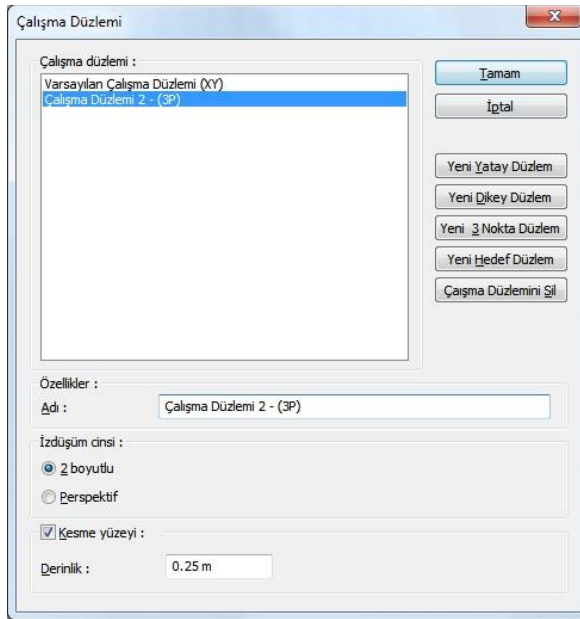 Çalışma Düzlemi
Çalışma düzlemi :
Varsayılan Çalışma Düzlemi (XY)
Çalışma Düzlemi 2 - (3P)
Tamam
İptal
Yeni Yatay Düzlem
Yeni Dikey Düzlem
Yeni 3 Nokta Düzlem
Yeni Hedef Düzlem
Çaışma Düzlemini Sil
Özellikler :
Adı :
Çalışma Düzlemi 2 - (3P)
İzdüşüm cinsi :
2 boyutlu
Perspektif
Kesme yüzeyi :
Derinlik :
0.25 m